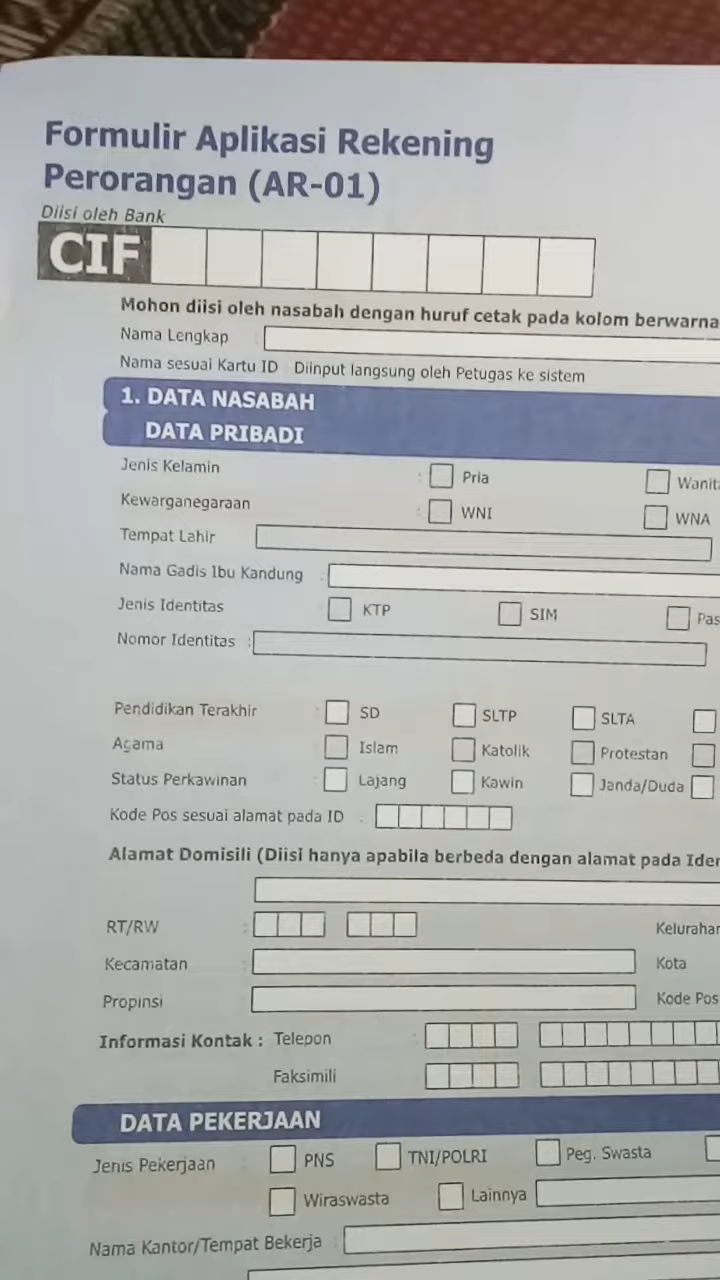 Formulir Aplikasi Rekening
Perorangan (AR-01)
Diisi oleh Bank
CIF
Mohon diisi oleh nasabah dengan huruf cetak pada kolom berwarna
Nama Lengkap :
Nama sesuai Kartu ID Diinput langsung oleh Petugas ke sistem
1. DATA NASABAH
DATA PRIBADI
Jenis Kelamin : Pria
Kewarganegaraan : WNI WNA
Tempat Lahir
Nama Gadis Ibu Kandung :
Jenis Identitas KTP SIM
Nomor Identitas :
Pendidikan Terakhir : SD SLTP SLTA
Agama : Islam Katolik Protestan
Status Perkawinan : Lajang Kawin Janda/Duda
Kode Pos sesuai alamat pada ID :
Alamat Domisili (Diisi hanya apabila berbeda dengan alamat pada
RT/RW :
Kecamatan : Kota
Propinsi : Kode Pos
Informasi Kontak : Telepon :
Faksimili
DATA PEKERJAAN
Jenis Pekerjaan : PNS TNI/POLRI Peg. Swasta
Wiraswasta Lainnya
Nama Kantor/Tempat Bekerja :